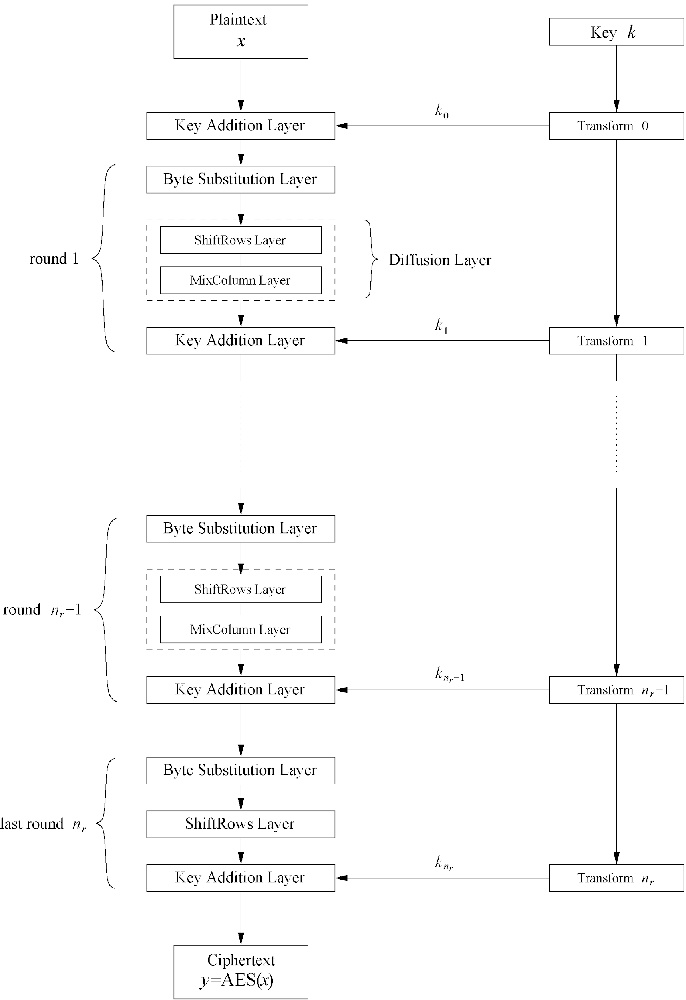 Plaintext
x
Key k
k0
Key Addition Layer
Transform 0
Byte Substitution Layer
ShiftRows Layer
round 1
Diffusion Layer
MixColumn Layer
k1
Key Addition Layer
Transform 1
Byte Substitution Layer
ShiftRows Layer
round nr−1
MixColumn Layer
knr−1
Key Addition Layer
Transform nr−1
Byte Substitution Layer
last round nr
ShiftRows Layer
knr
Key Addition Layer
Transform nr
Ciphertext
y=AES(x)